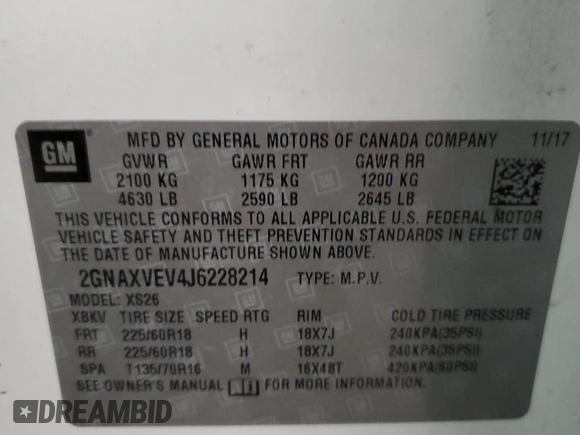 GM
MFD BY GENERAL MOTORS OF CANADA COMPANY 11/17
GVWR GAWR FRT GAWR RR
2100 KG 1175 KG 1200 KG
4630 LB 2590 LB 2645 LB
THIS VEHICLE CONFORMS TO ALL APPLICABLE U.S. FEDERAL MOTOR
VEHICLE SAFETY AND THEFT PREVENTION STANDARDS IN EFFECT ON
THE DATE OF MANUFACTURE SHOWN ABOVE.
2GNAXVEV4J6228214 TYPE: M.P.V.
MODEL: XS26
XBKV TIRE SIZE SPEED RTG RIM COLD TIRE PRESSURE
FRT 225/60R18 H 18X7J 240KPA(35PSI)
RR 225/60R18 H 18X7J 240KPA(35PSI)
SPA T135/70R16 M 16X4BT 420KPA(60PSI)
SEE OWNER'S MANUAL FOR MORE INFORMATION.
DREAMBID